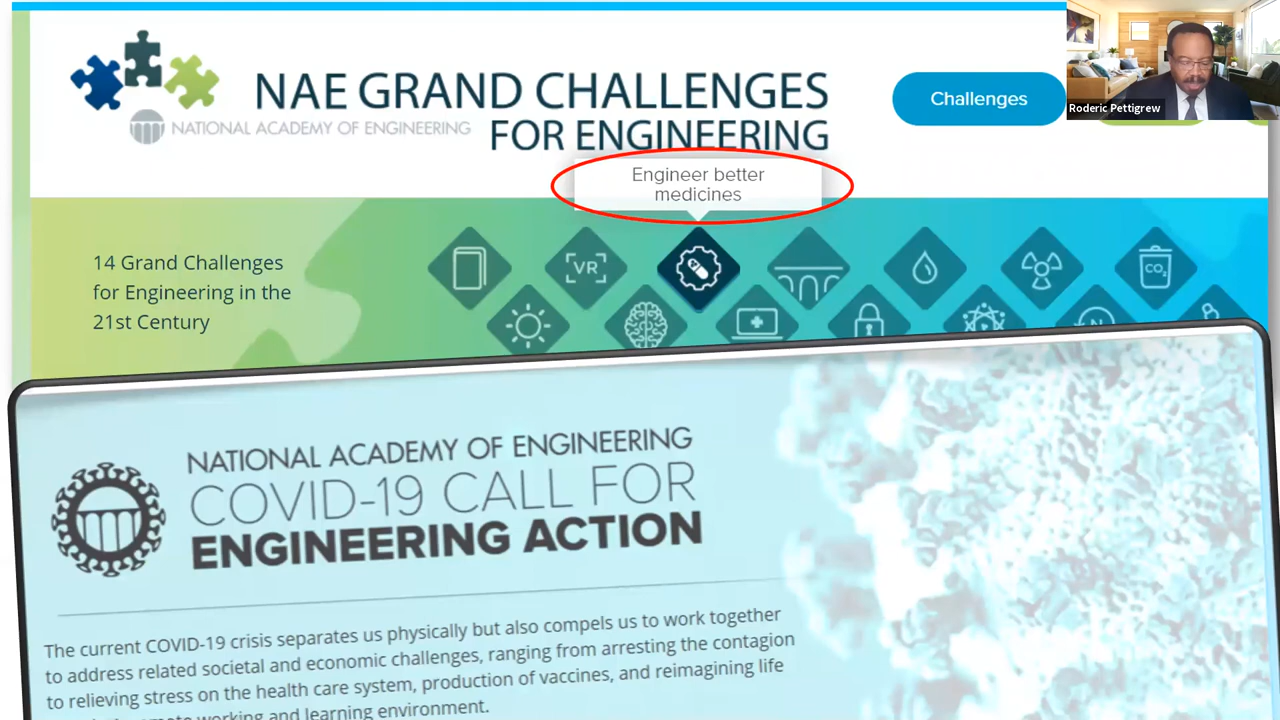 NAE GRAND CHALLENGES
FOR ENGINEERING
NATIONAL ACADEMY OF ENGINEERING
Challenges
Roderic Pettigrew
Engineer better
medicines
14 Grand Challenges
for Engineering in the
21st Century
VR
CO₂
N
NATIONAL ACADEMY OF ENGINEERING
COVID-19 CALL FOR
ENGINEERING ACTION
The current COVID-19 crisis separates us physically but also compels us to work together
to address related societal and economic challenges, ranging from arresting the contagion
to relieving stress on the health care system, production of vaccines, and reimagining life
working and learning environment.